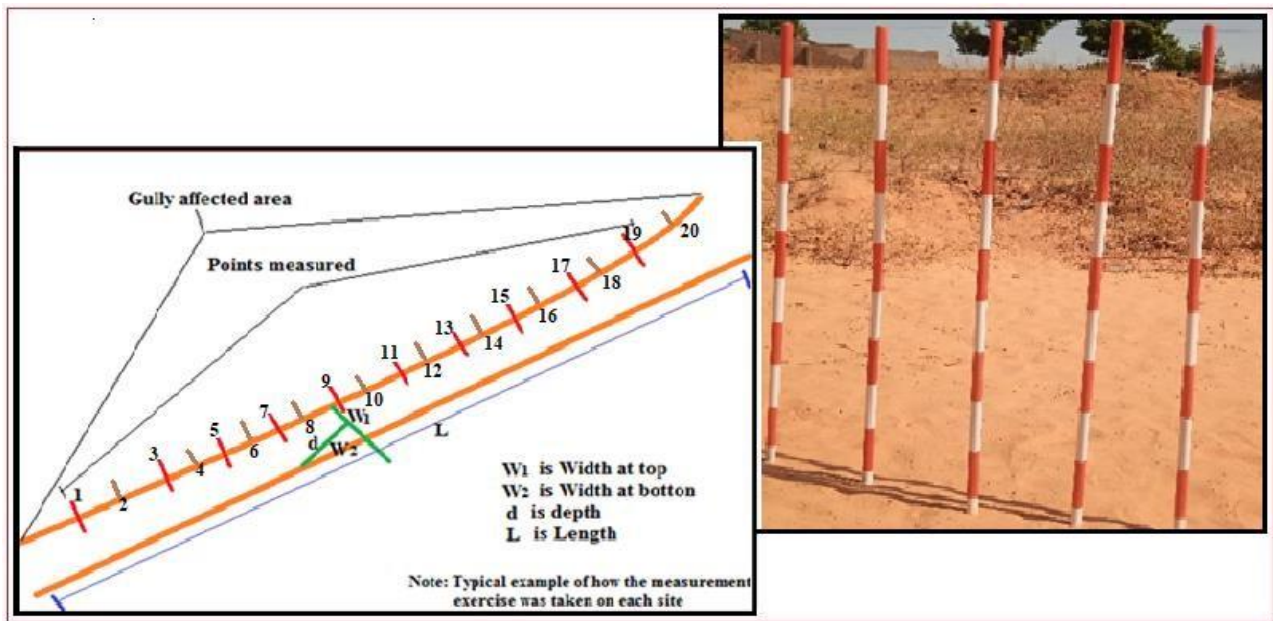 Gully affected area
Points measured
1
2
3
4
5
6
7
8
9
10
11
12
13
14
15
16
17
18
19
20
W1
W2
d
L
W1 is Width at top
W2 is Width at botton
d is depth
L is Length
Note: Typical example of how the measurement
exercise was taken on each site